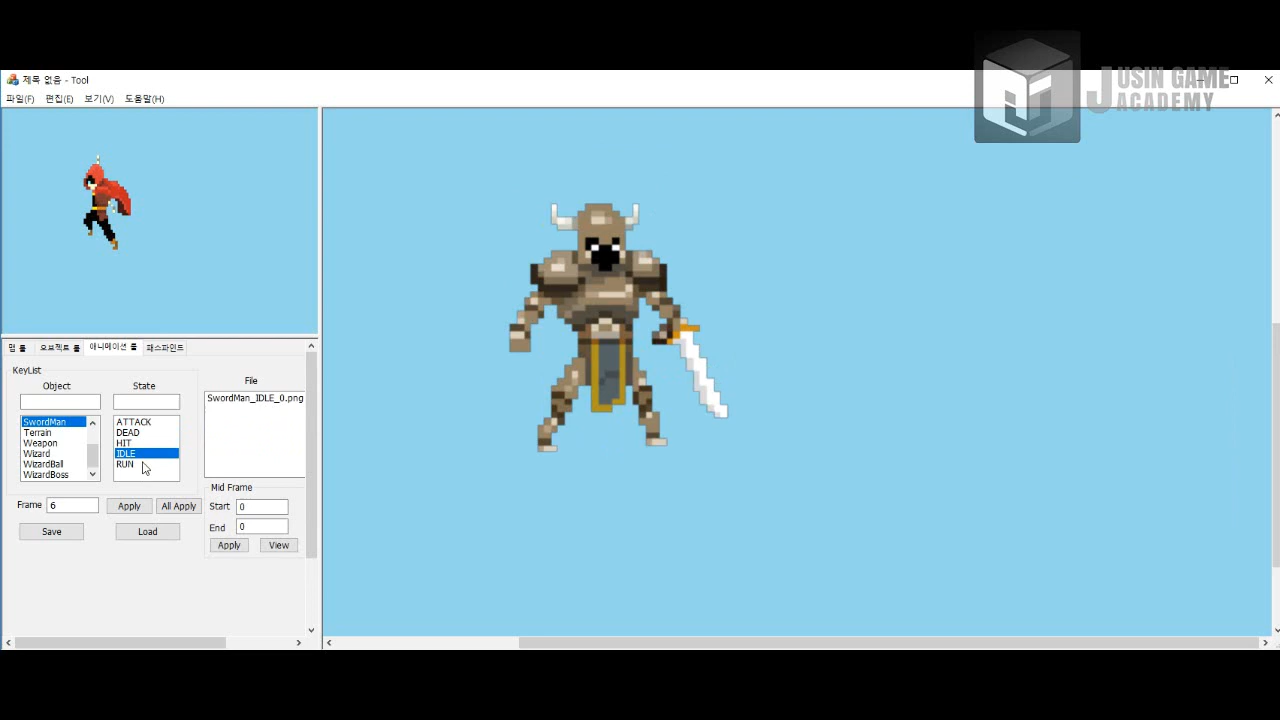 JUSIN GAME
ACADEMY
제목 없음 - Tool
파일(F) 편집(E) 보기(V) 도움말(H)
맵 툴 오브젝트 툴 애니메이션 툴 패스파인드
KeyList
Object State File
SwordMan_IDLE_0.png
SwordMan
Terrain
Weapon
Wizard
WizardBall
WizardBoss
ATTACK
DEAD
HIT
IDLE
RUN
Mid Frame
Frame 6 Apply All Apply Start 0
End 0
Save Load Apply View